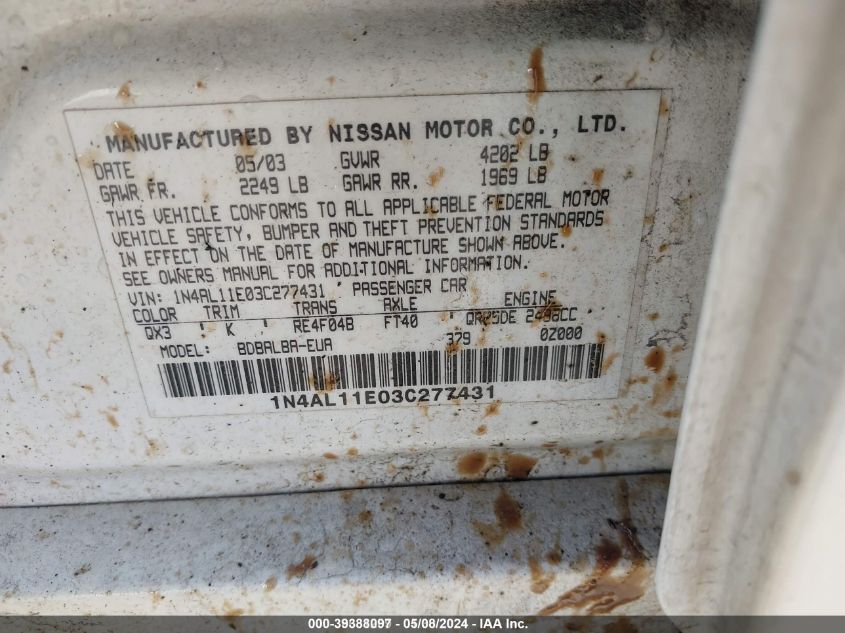 MANUFACTURED BY NISSAN MOTOR CO., LTD.
DATE 05/03 GVWR 4202 LB
GAWR FR. 2249 LB GAWR RR. 1969 LB
THIS VEHICLE CONFORMS TO ALL APPLICABLE FEDERAL MOTOR
VEHICLE SAFETY, BUMPER AND THEFT PREVENTION STANDARDS
IN EFFECT ON THE DATE OF MANUFACTURE SHOWN ABOVE.
SEE OWNERS MANUAL FOR ADDITIONAL INFORMATION.
VIN: 1N4AL11E03C277431 PASSENGER CAR
COLOR TRIM TRANS AXLE ENGINE
QX3 K RE4F04B FT40 QR25DE 2488CC
MODEL: BDBALBA-EUA 379 0Z000
1N4AL11E03C277431
000-39388097 - 05/08/2024 - IAA Inc.